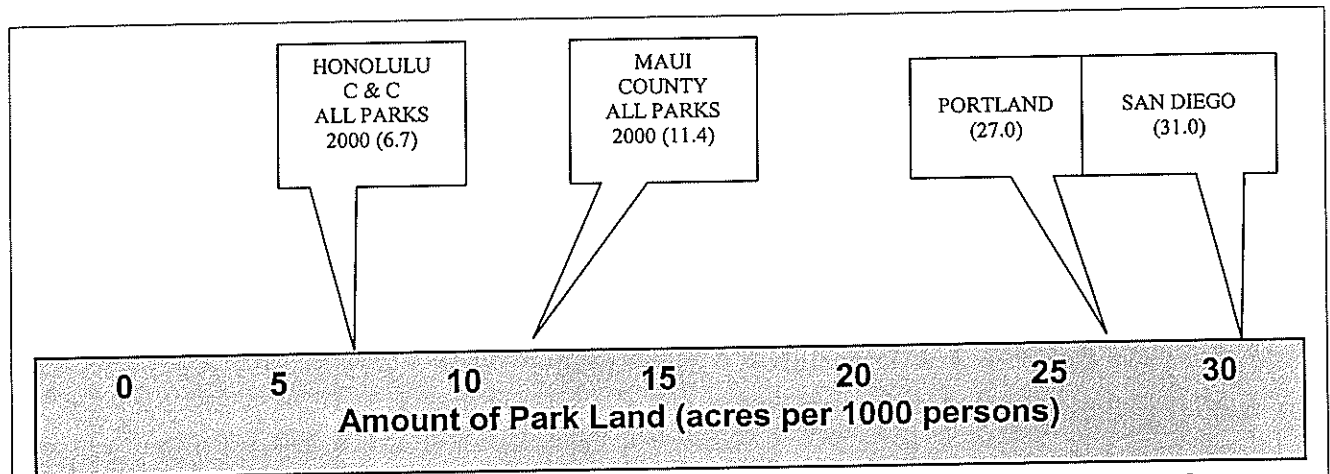 HONOLULU
C & C
ALL PARKS
2000 (6.7)
MAUI
COUNTY
ALL PARKS
2000 (11.4)
PORTLAND
(27.0)
SAN DIEGO
(31.0)
0 5 10 15 20 25 30
Amount of Park Land (acres per 1000 persons)